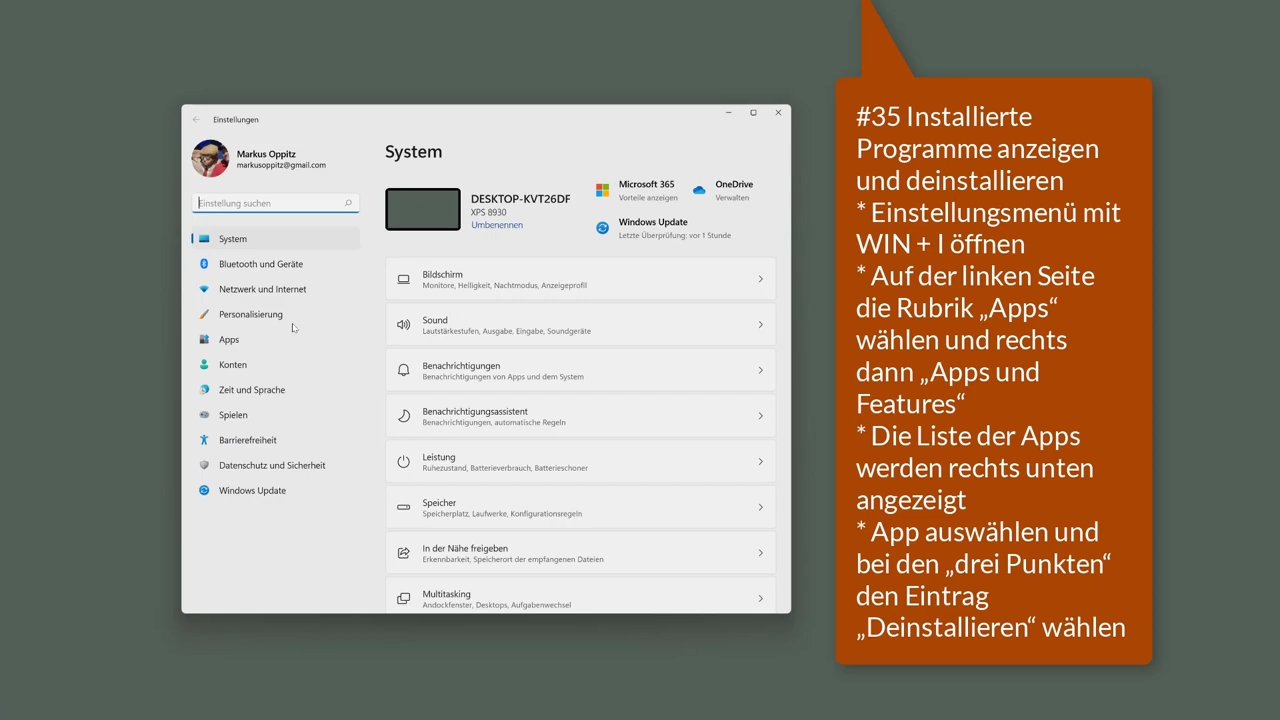 Einstellungen
Markus Oppitz
markusoppitz@gmail.com
Einstellung suchen
System
Bluetooth und Geräte
Netzwerk und Internet
Personalisierung
Apps
Konten
Zeit und Sprache
Spielen
Barrierefreiheit
Datenschutz und Sicherheit
Windows Update
System
DESKTOP-KVT26DF
XPS 8930
Umbenennen
Microsoft 365
Vorteile anzeigen
OneDrive
Verwalten
Windows Update
Letzte Überprüfung: vor 1 Stunde
Bildschirm
Monitore, Helligkeit, Nachtmodus, Anzeigeprofil
Sound
Lautstärkestufen, Ausgabe, Eingabe, Soundgeräte
Benachrichtigungen
Benachrichtigungen von Apps und dem System
Benachrichtigungsassistent
Benachrichtigungen, automatische Regeln
Leistung
Ruhezustand, Batterieverbrauch, Batterieschoner
Speicher
Speicherplatz, Laufwerke, Konfigurationsregeln
In der Nähe freigeben
Erkennbarkeit, Speicherort der empfangenen Dateien
Multitasking
Andockfenster, Desktops, Aufgabenwechsel
#35 Installierte
Programme anzeigen
und deinstallieren
* Einstellungsmenü mit
WIN + I öffnen
* Auf der linken Seite
die Rubrik „Apps“
wählen und rechts
dann „Apps und
Features“
* Die Liste der Apps
werden rechts unten
angezeigt
* App auswählen und
bei den „drei Punkten“
den Eintrag
„Deinstallieren“ wählen